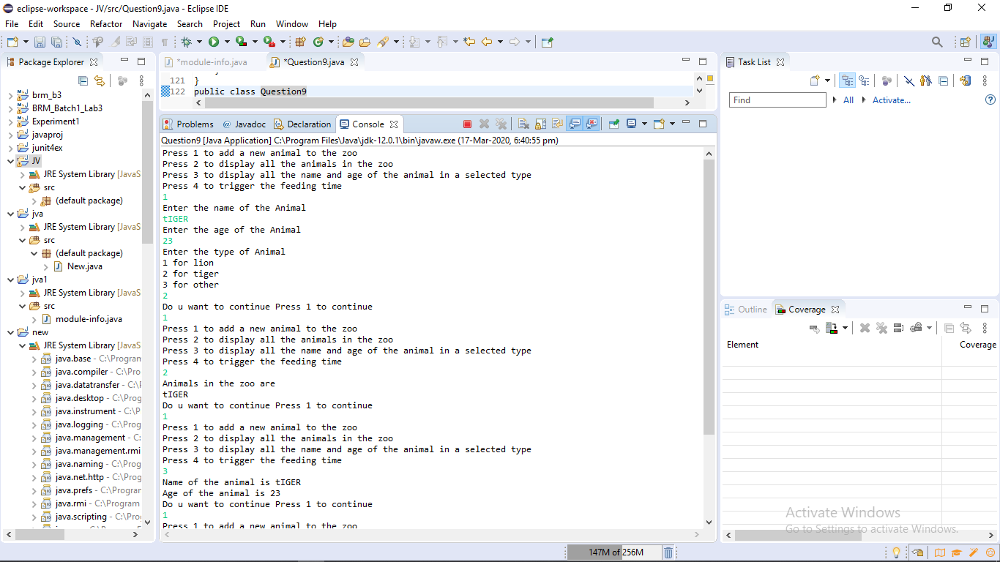 eclipse-workspace - JV/src/Question9.java - Eclipse IDE
File Edit Source Refactor Navigate Search Project Run Window Help
Package Explorer
brm_b3
BRM_Batch1_Lab3
Experiment1
javaproj
junit4ex
JV
JRE System Library [JavaS
src
(default package)
jva
JRE System Library [JavaS
src
(default package)
New.java
jva1
JRE System Library [JavaS
src
module-info.java
new
JRE System Library [JavaS
java.base - C:\Program
java.compiler - C:\Pro
java.datatransfer - C:\
java.desktop - C:\Prog
java.instrument - C:\P
java.logging - C:\Prog
java.management - C:
java.management.rmi
java.naming - C:\Prog
java.net.http - C:\Prog
java.prefs - C:\Program
java.rmi - C:\Program
java.scripting - C:\Pro
*module-info.java *Question9.java
121 }
122 public class Question9
Problems @ Javadoc Declaration Console
Question9 [Java Application] C:\Program Files\Java\jdk-12.0.1\bin\javaw.exe (17-Mar-2020, 6:40:55 pm)
Press 1 to add a new animal to the zoo
Press 2 to display all the animals in the zoo
Press 3 to display all the name and age of the animal in a selected type
Press 4 to trigger the feeding time
1
Enter the name of the Animal
tIGER
Enter the age of the Animal
23
Enter the type of Animal
1 for lion
2 for tiger
3 for other
2
Do u want to continue Press 1 to continue
1
Press 1 to add a new animal to the zoo
Press 2 to display all the animals in the zoo
Press 3 to display all the name and age of the animal in a selected type
Press 4 to trigger the feeding time
2
Animals in the zoo are
tIGER
Do u want to continue Press 1 to continue
1
Press 1 to add a new animal to the zoo
Press 2 to display all the animals in the zoo
Press 3 to display all the name and age of the animal in a selected type
Press 4 to trigger the feeding time
3
Name of the animal is tIGER
Age of the animal is 23
Do u want to continue Press 1 to continue
1
Press 1 to add a new animal to the zoo
Task List
Find All Activate...
Outline Coverage
Element Coverage
Activate Windows
Go to Settings to activate Windows.
147M of 256M